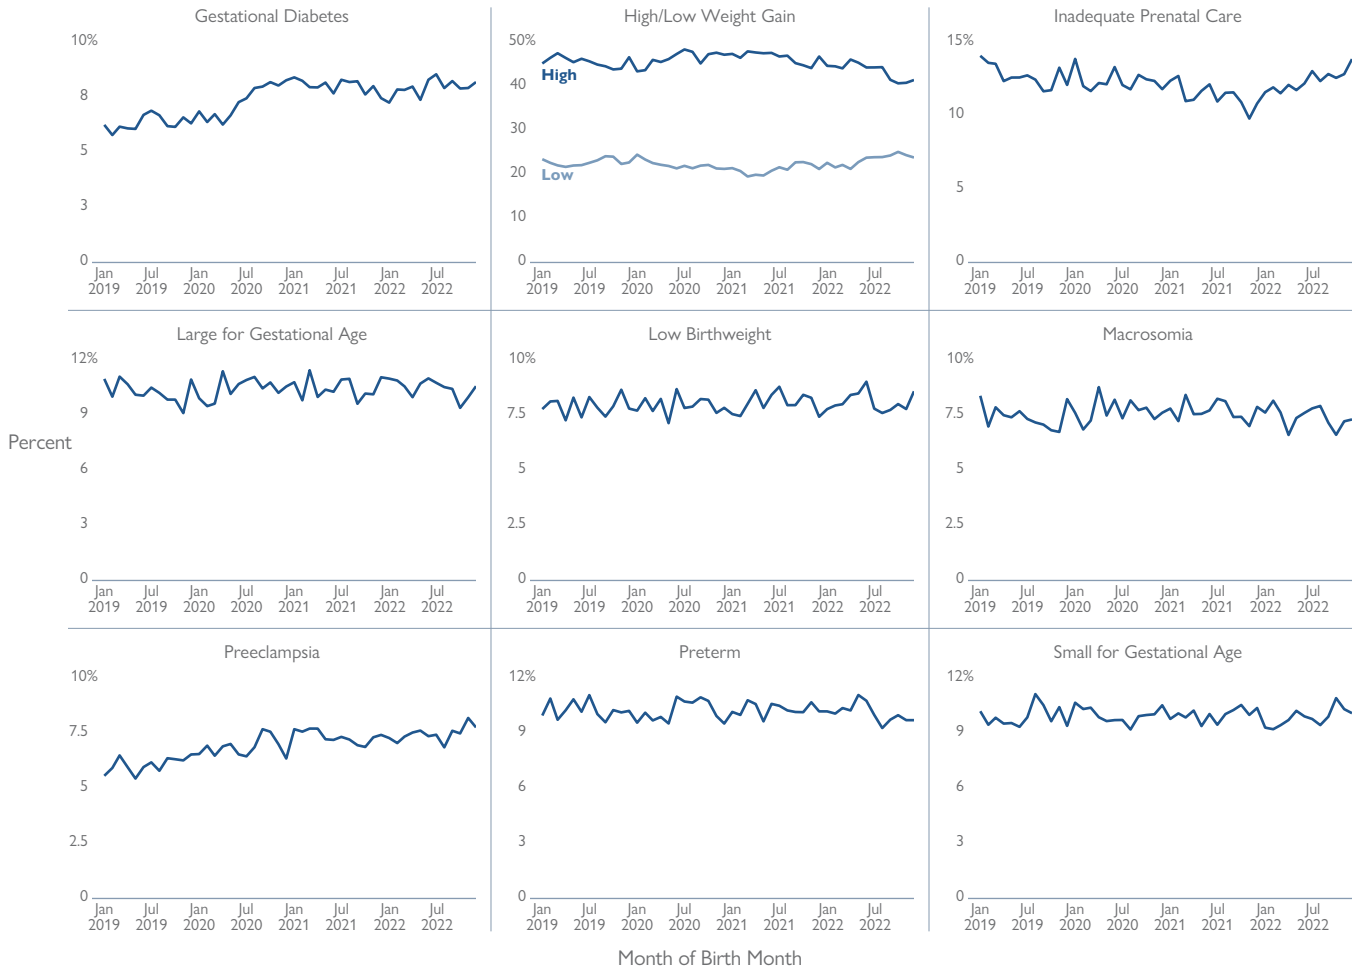 Gestational Diabetes
10%
8
5
3
0
Jan 2019 Jul 2019 Jan 2020 Jul 2020 Jan 2021 Jul 2021 Jan 2022 Jul 2022
High/Low Weight Gain
50%
40
30
20
10
0
High
Low
Jan 2019 Jul 2019 Jan 2020 Jul 2020 Jan 2021 Jul 2021 Jan 2022 Jul 2022
Inadequate Prenatal Care
15%
10
5
0
Jan 2019 Jul 2019 Jan 2020 Jul 2020 Jan 2021 Jul 2021 Jan 2022 Jul 2022
Percent
Large for Gestational Age
12%
9
6
3
0
Jan 2019 Jul 2019 Jan 2020 Jul 2020 Jan 2021 Jul 2021 Jan 2022 Jul 2022
Low Birthweight
10%
7.5
5
2.5
0
Jan 2019 Jul 2019 Jan 2020 Jul 2020 Jan 2021 Jul 2021 Jan 2022 Jul 2022
Macrosomia
10%
7.5
5
2.5
0
Jan 2019 Jul 2019 Jan 2020 Jul 2020 Jan 2021 Jul 2021 Jan 2022 Jul 2022
Preeclampsia
10%
7.5
5
2.5
0
Jan 2019 Jul 2019 Jan 2020 Jul 2020 Jan 2021 Jul 2021 Jan 2022 Jul 2022
Preterm
12%
9
6
3
0
Jan 2019 Jul 2019 Jan 2020 Jul 2020 Jan 2021 Jul 2021 Jan 2022 Jul 2022
Small for Gestational Age
12%
9
6
3
0
Jan 2019 Jul 2019 Jan 2020 Jul 2020 Jan 2021 Jul 2021 Jan 2022 Jul 2022
Month of Birth Month